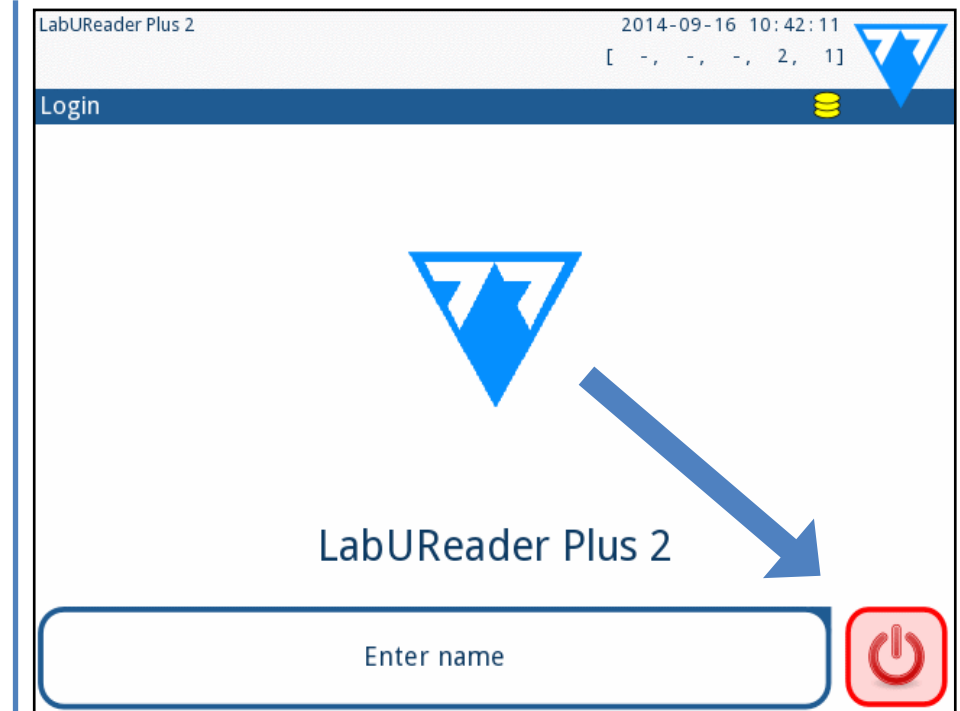 LabUReader Plus 2
2014-09-16 10:42:11
[ -, -, -, 2, 1]
Login
LabUReader Plus 2
Enter name